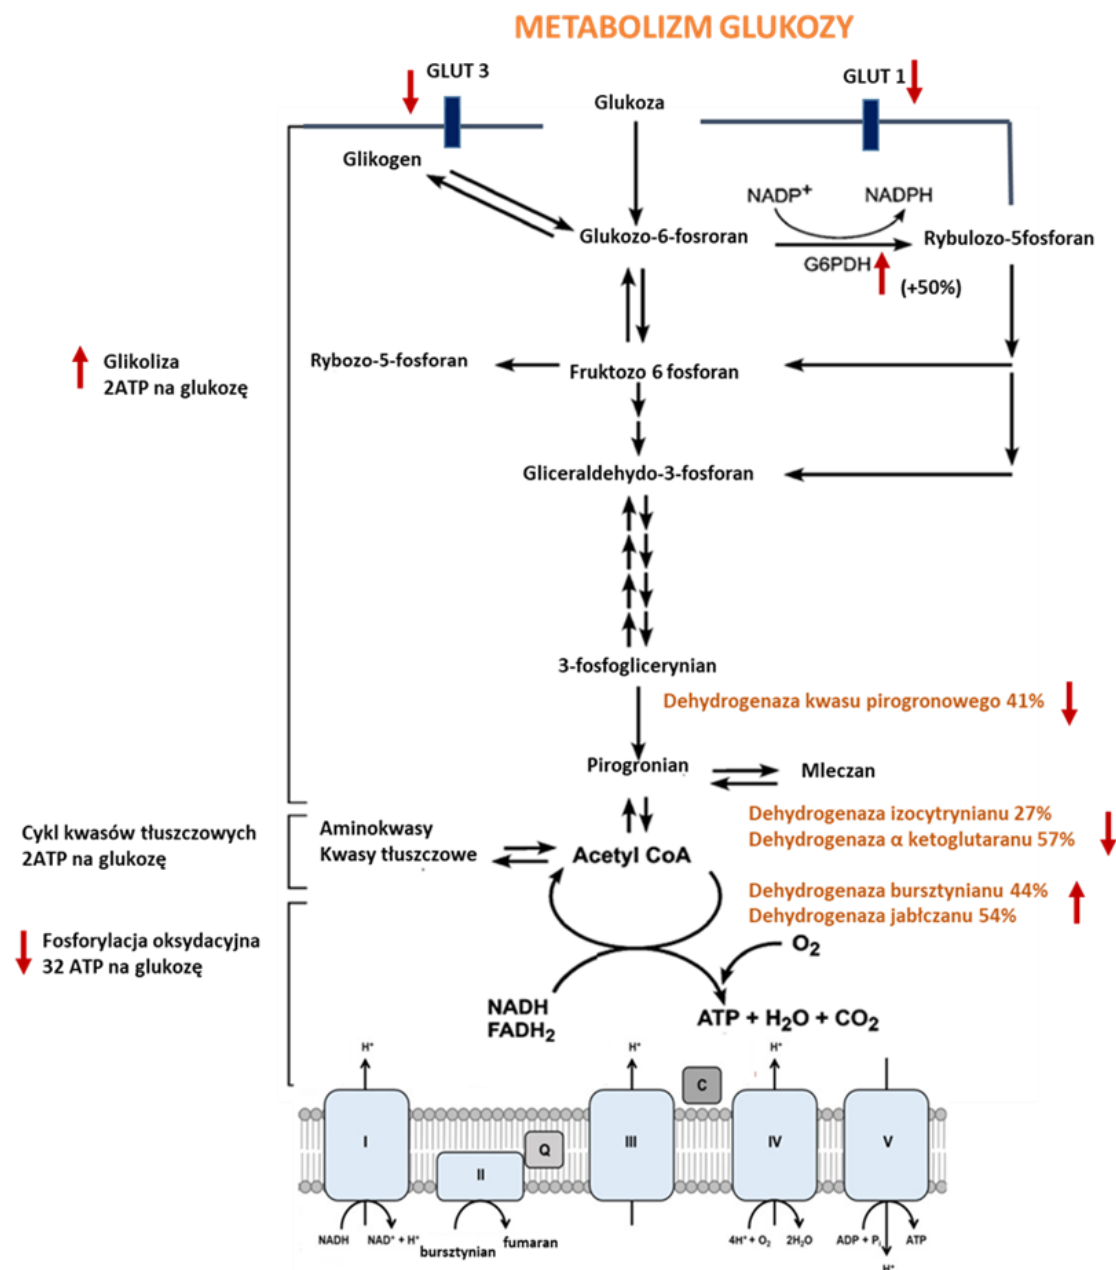 METABOLIZM GLUKOZY
GLUT 3
GLUT 1
Glukoza
Glikogen
NADP+
NADPH
Glukozo-6-fosroran
Rybulozo-5fosforan
G6PDH
(+50%)
Glikoliza
2ATP na glukozę
Rybozo-5-fosforan
Fruktozo 6 fosforan
Gliceraldehydo-3-fosforan
3-fosfoglicerynian
Dehydrogenaza kwasu pirogronowego 41%
Pirogronian
Mleczan
Cykl kwasów tłuszczowych
2ATP na glukozę
Aminokwasy
Kwasy tłuszczowe
Acetyl CoA
Dehydrogenaza izocytrynianu 27%
Dehydrogenaza α ketoglutaranu 57%
Dehydrogenaza bursztynianu 44%
Dehydrogenaza jabłczanu 54%
Fosforylacja oksydacyjna
32 ATP na glukozę
O2
NADH
FADH2
ATP + H2O + CO2
H+
H+
H+
C
I
II
Q
III
IV
V
NADH
NAD+ + H+
bursztynian
fumaran
4H+ + O2
2H2O
ADP + Pi
ATP
H+